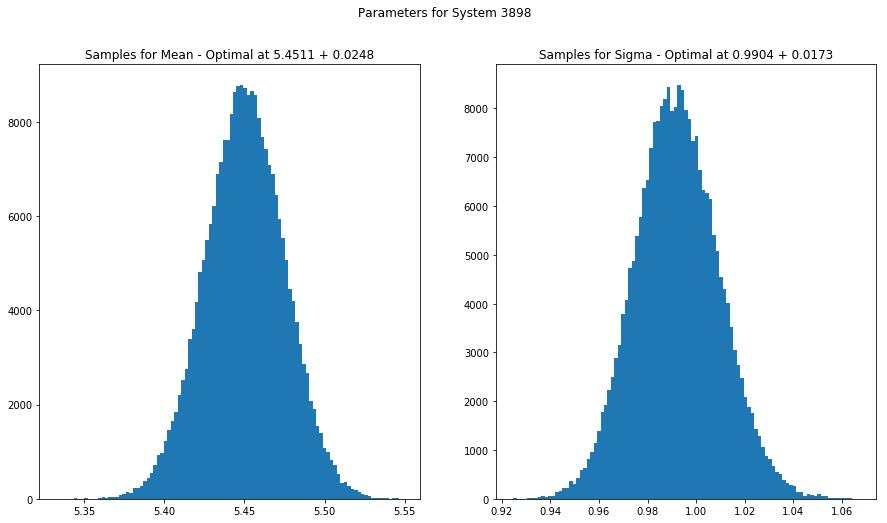 Parameters for System 3898
Samples for Mean - Optimal at 5.4511 + 0.0248
Samples for Sigma - Optimal at 0.9904 + 0.0173
8000
6000
4000
2000
0
5.35 5.40 5.45 5.50 5.55
8000
7000
6000
5000
4000
3000
2000
1000
0
0.92 0.94 0.96 0.98 1.00 1.02 1.04 1.06